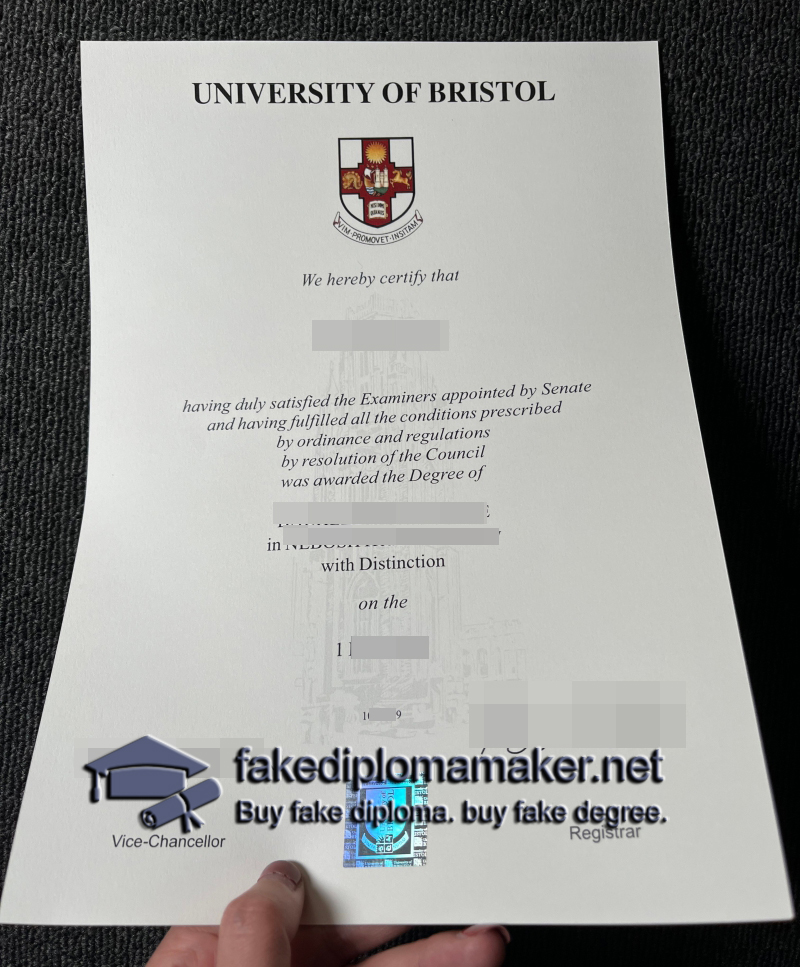 UNIVERSITY OF BRISTOL
VIM·PROMOVET·INSITAM
We hereby certify that
having duly satisfied the Examiners appointed by Senate
and having fulfilled all the conditions prescribed
by ordinance and regulations
by resolution of the Council
was awarded the Degree of
E
in
with Distinction
on the
1
fakediplomamaker.net
Buy fake diploma. buy fake degree.
Vice-Chancellor
Registrar